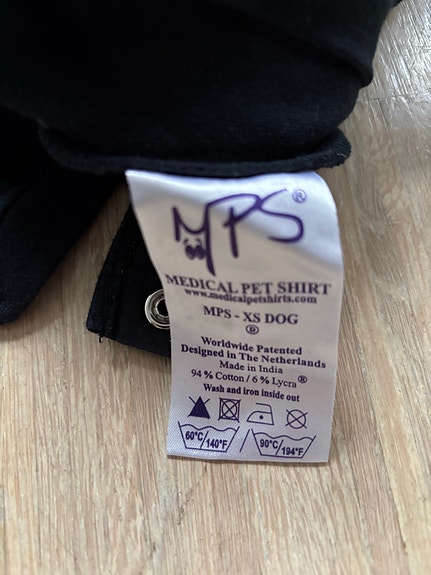 MPS®
MEDICAL PET SHIRT
www.medicalpetshirts.com
MPS - XS DOG
®
Worldwide Patented
Designed in The Netherlands
Made in India
94 % Cotton / 6 % Lycra ®
Wash and iron inside out
60°C/140°F 90°C/194°F